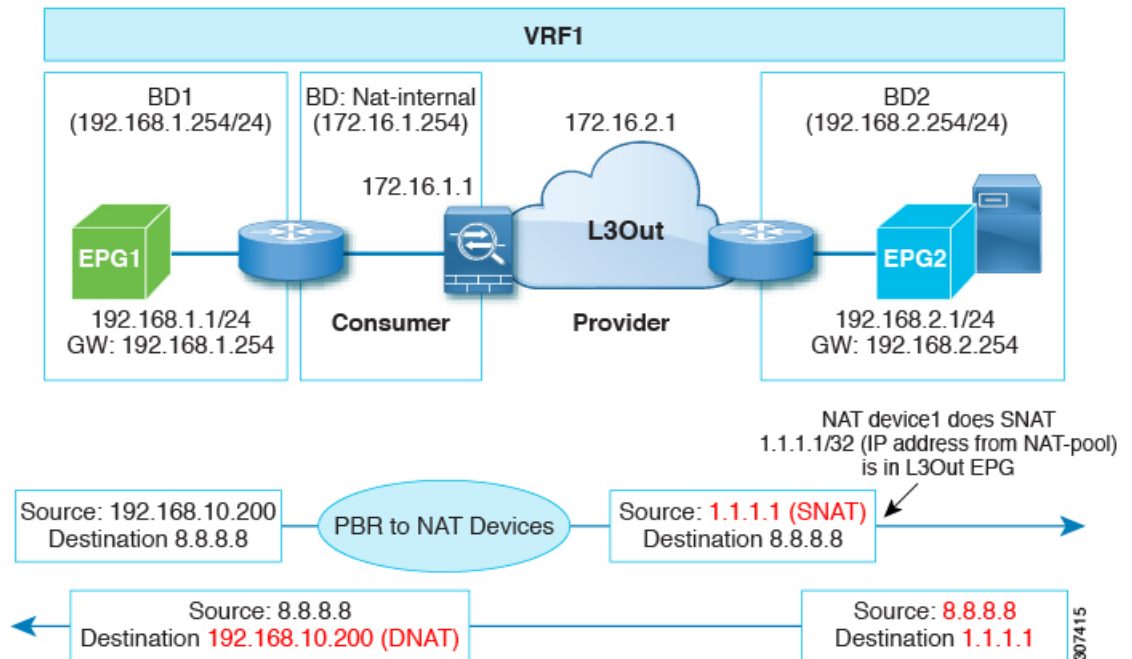 VRF1
BD1
(192.168.1.254/24)
BD: Nat-internal
(172.16.1.254)
172.16.2.1
BD2
(192.168.2.254/24)
172.16.1.1
L3Out
EPG1
EPG2
192.168.1.1/24
GW: 192.168.1.254
Consumer
Provider
192.168.2.1/24
GW: 192.168.2.254
NAT device1 does SNAT
1.1.1.1/32 (IP address from NAT-pool)
is in L3Out EPG
Source: 192.168.10.200
Destination 8.8.8.8
PBR to NAT Devices
Source: 1.1.1.1 (SNAT)
Destination 8.8.8.8
Source: 8.8.8.8
Destination 192.168.10.200 (DNAT)
Source: 8.8.8.8
Destination 1.1.1.1
307415